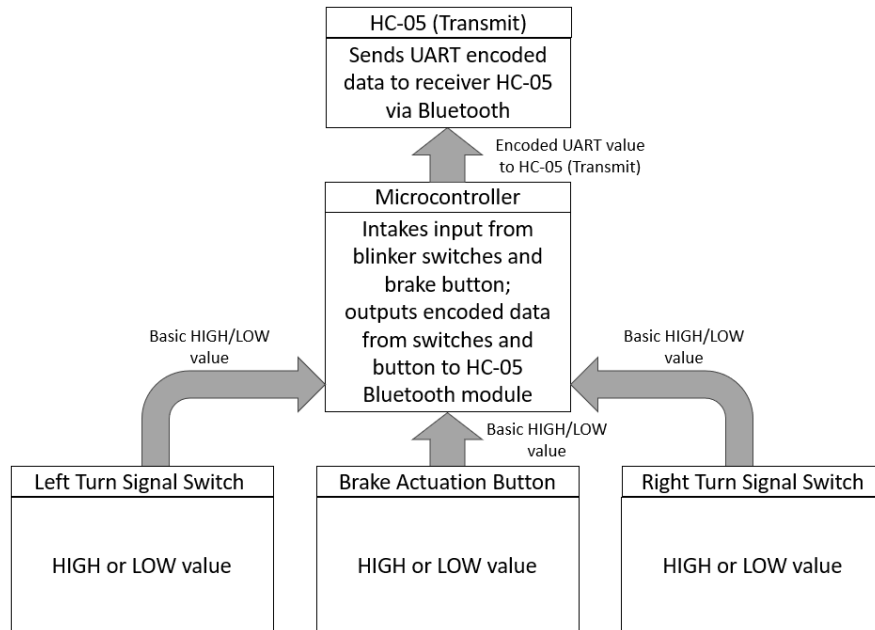 HC-05 (Transmit)
Sends UART encoded
data to receiver HC-05
via Bluetooth
Encoded UART value
to HC-05 (Transmit)
Microcontroller
Intakes input from
blinker switches and
brake button;
outputs encoded data
from switches and
button to HC-05
Bluetooth module
Basic HIGH/LOW
value
Basic HIGH/LOW
value
Basic HIGH/LOW
value
Left Turn Signal Switch
HIGH or LOW value
Brake Actuation Button
HIGH or LOW value
Right Turn Signal Switch
HIGH or LOW value